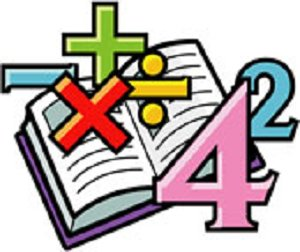 +
- × ÷
4²